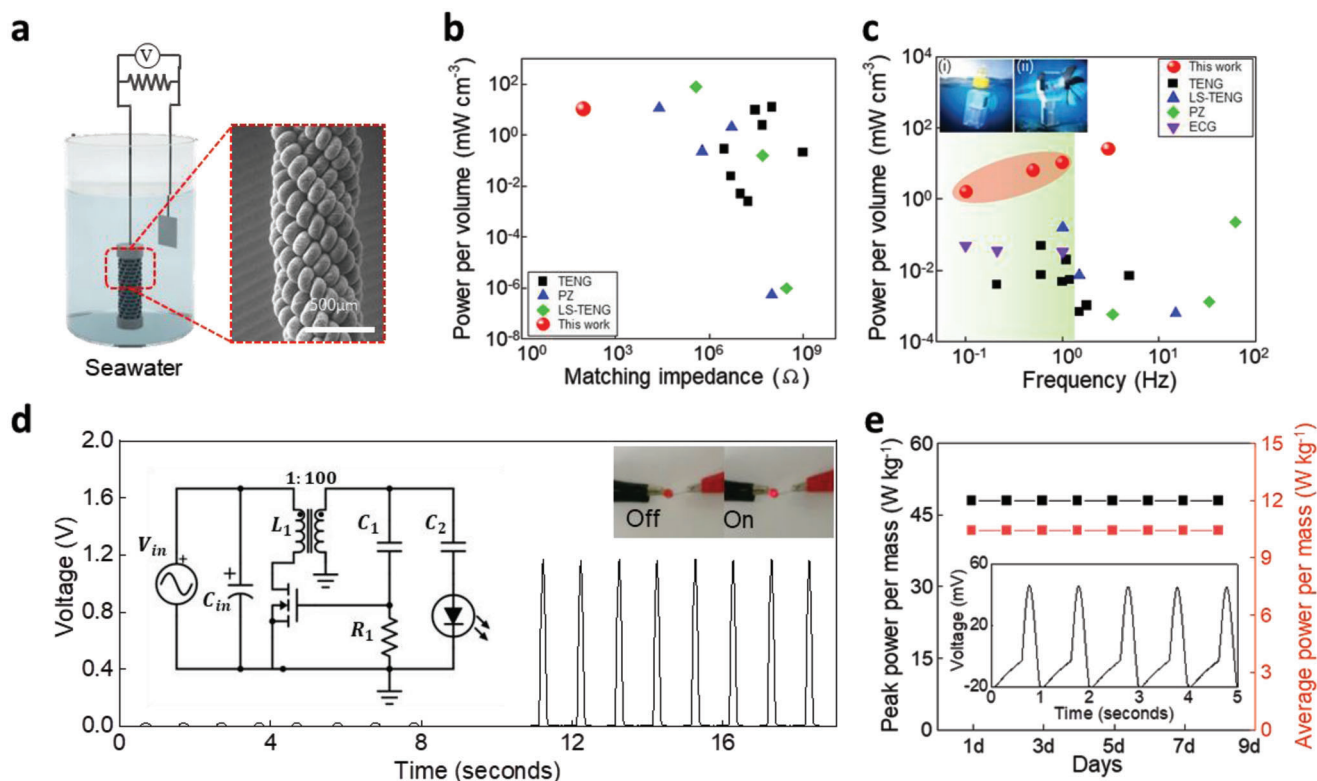 a
V
500μm
Seawater
b
Power per volume (mW cm⁻³)
10²
10⁰
10⁻²
10⁻⁴
10⁻⁶
10⁻⁸
TENG
PZ
LS-TENG
This work
10⁰
10³
10⁶
10⁹
Matching impedance (Ω)
c
Power per volume (mW cm⁻³)
10⁴
10²
10⁰
10⁻²
10⁻⁴
(i)
(ii)
This work
TENG
LS-TENG
PZ
ECG
10⁻¹
10⁰
10¹
10²
Frequency (Hz)
d
Voltage (V)
2.0
1.6
1.2
0.8
0.4
0.0
1: 100
L₁
C₁
C₂
V_in
+
+
C_in
R₁
Off
On
0
4
8
12
16
Time (seconds)
e
Peak power per mass (W kg⁻¹)
60
45
30
15
0
Voltage (mV)
60
20
-20
0
1
2
3
4
5
Time (seconds)
1d
3d
5d
7d
9d
Days
15
12
9
6
3
0
Average power per mass (W kg⁻¹)